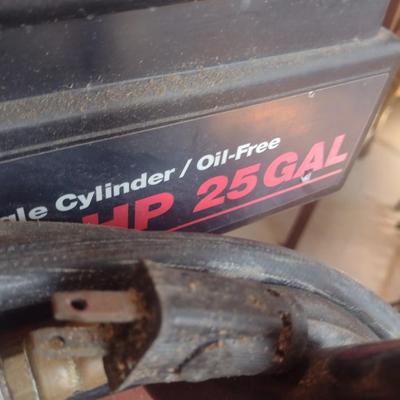 gle Cylinder / Oil-Free
HP 25 GAL